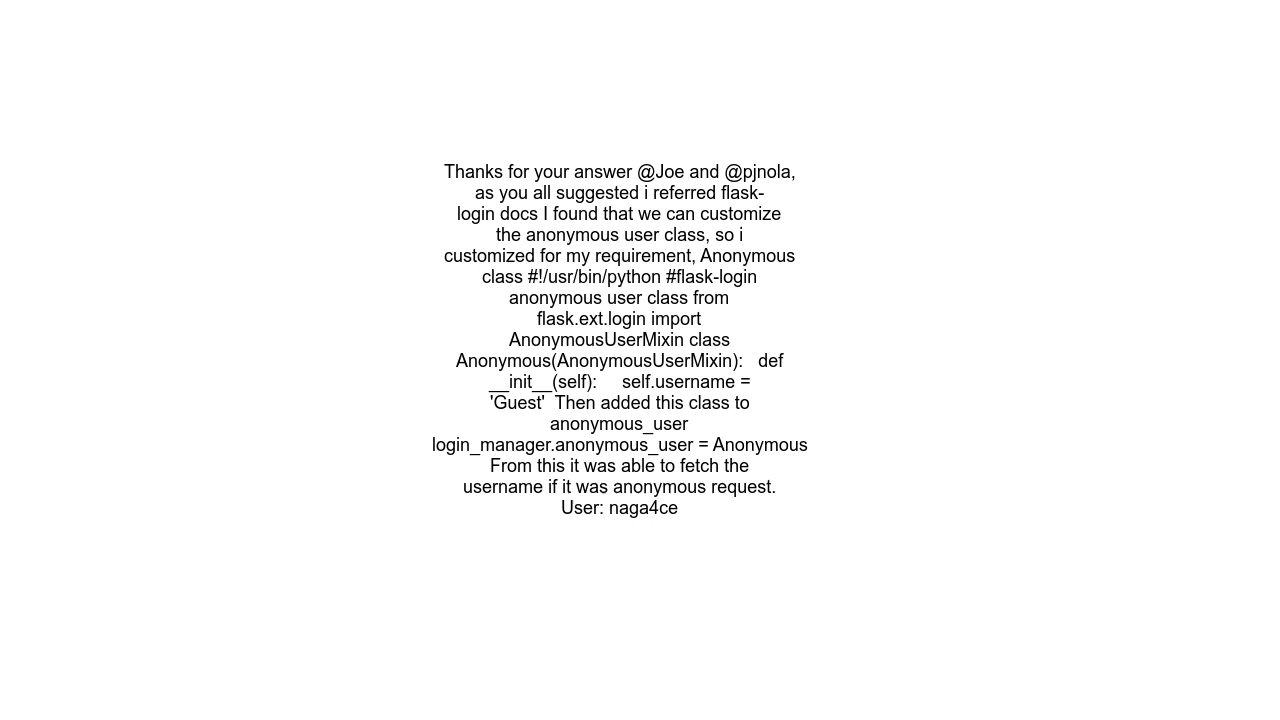 Thanks for your answer @Joe and @pjnola,
as you all suggested i referred flask-
login docs I found that we can customize
the anonymous user class, so i
customized for my requirement, Anonymous
class #!/usr/bin/python #flask-login
anonymous user class from
flask.ext.login import
AnonymousUserMixin class
Anonymous(AnonymousUserMixin):   def
__init__(self):     self.username =
'Guest'  Then added this class to
anonymous_user
login_manager.anonymous_user = Anonymous
From this it was able to fetch the
username if it was anonymous request.
User: naga4ce